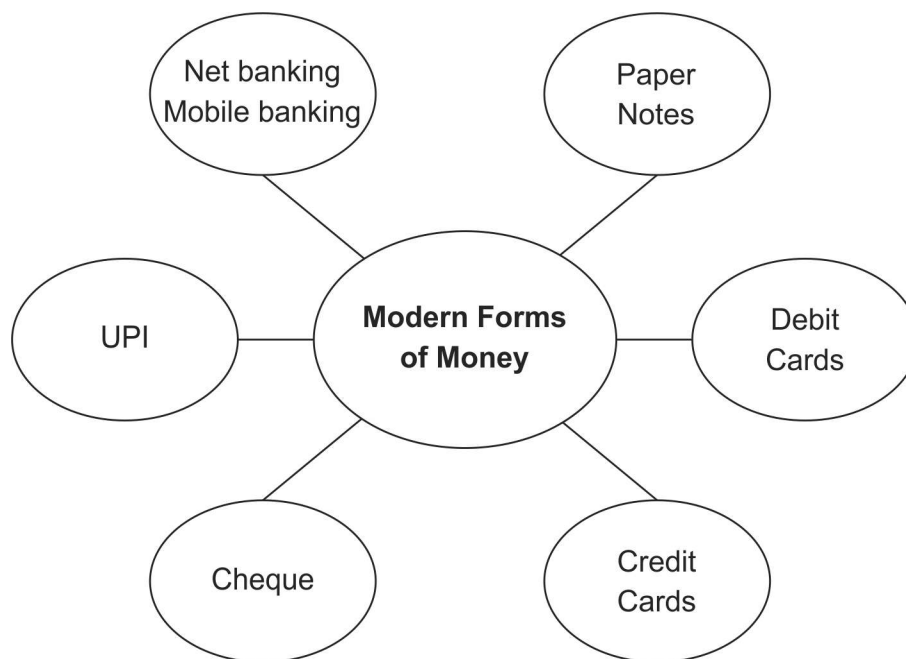 Net banking
Mobile banking
Paper
Notes
UPI
Modern Forms
of Money
Debit
Cards
Cheque
Credit
Cards